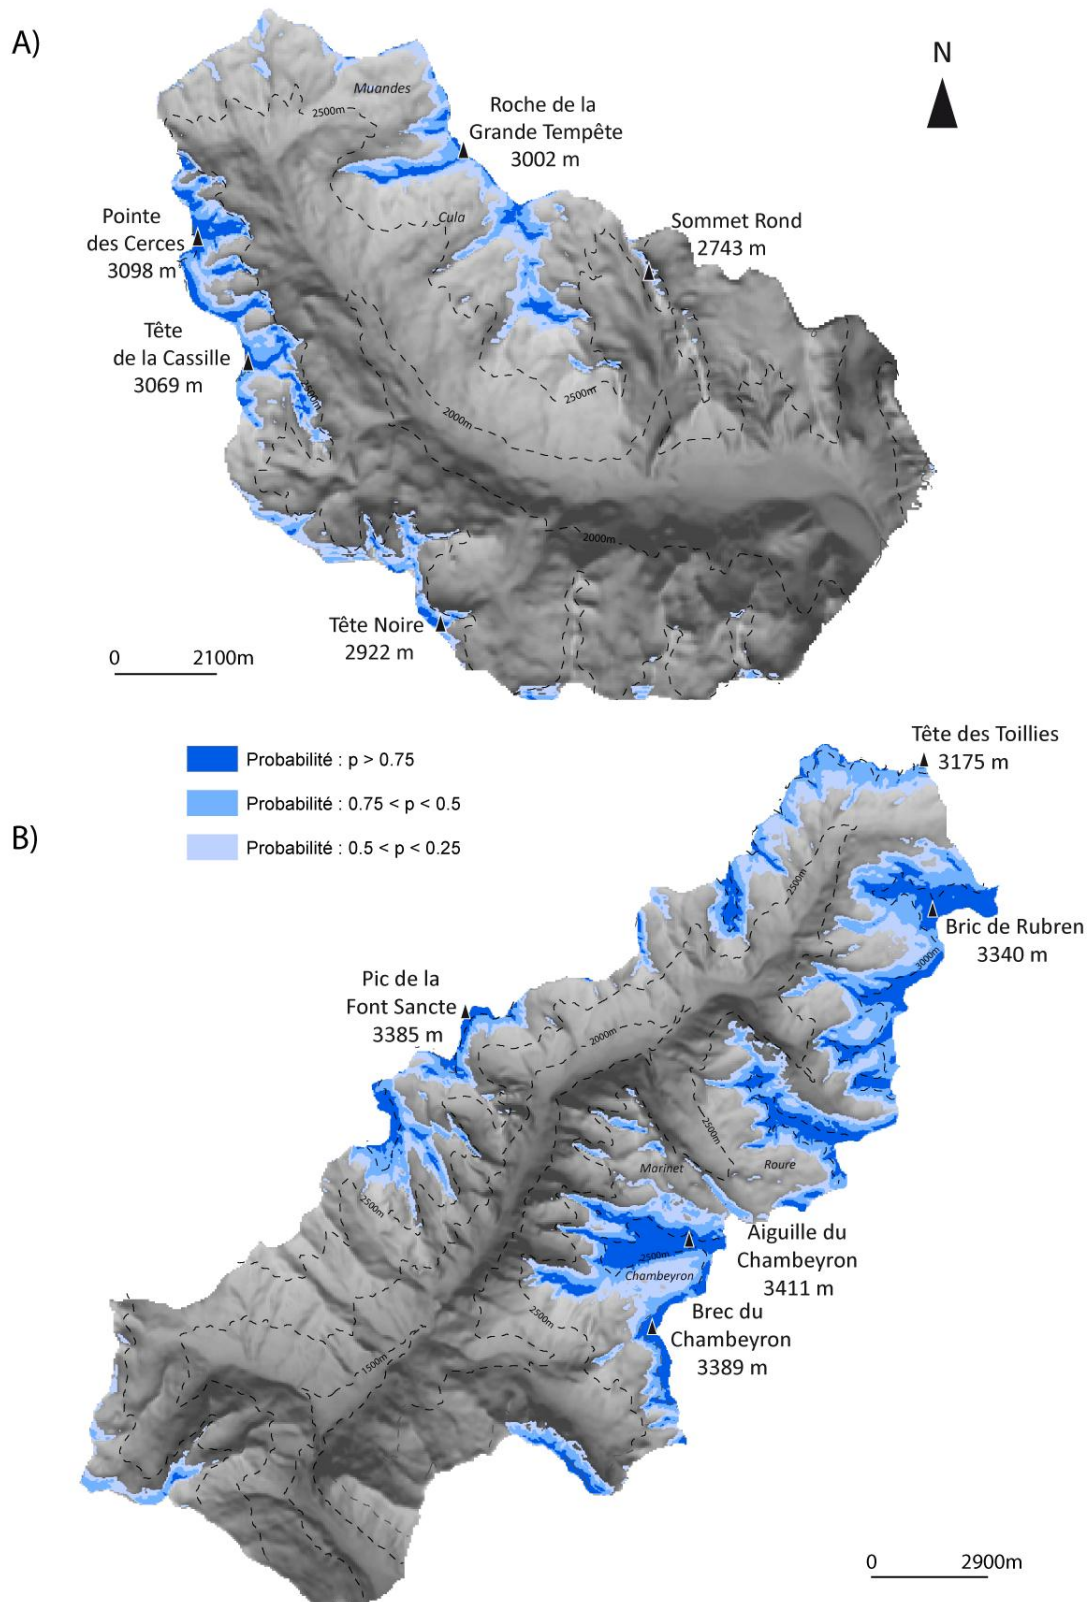 A)
N
Muandes
2500m
Roche de la
Grande Tempête
3002 m
Cula
Pointe
des Cerces
3098 m
Sommet Rond
2743 m
Tête
de la Cassille
3069 m
2500m
2500m
2000m
2000m
Tête Noire
2922 m
0 2100m
Probabilité : p > 0.75
Probabilité : 0.75 < p < 0.5
Probabilité : 0.5 < p < 0.25
B)
Tête des Toillies
3175 m
2500m
Bric de Rubren
3340 m
3000m
Pic de la
Font Sancte
3385 m
2000m
2500m
Marinet
Roure
2500m
Aiguille du
Chambeyron
3411 m
2500m
Chambeyron
2500m
Brec du
Chambeyron
3389 m
1500m
0 2900m